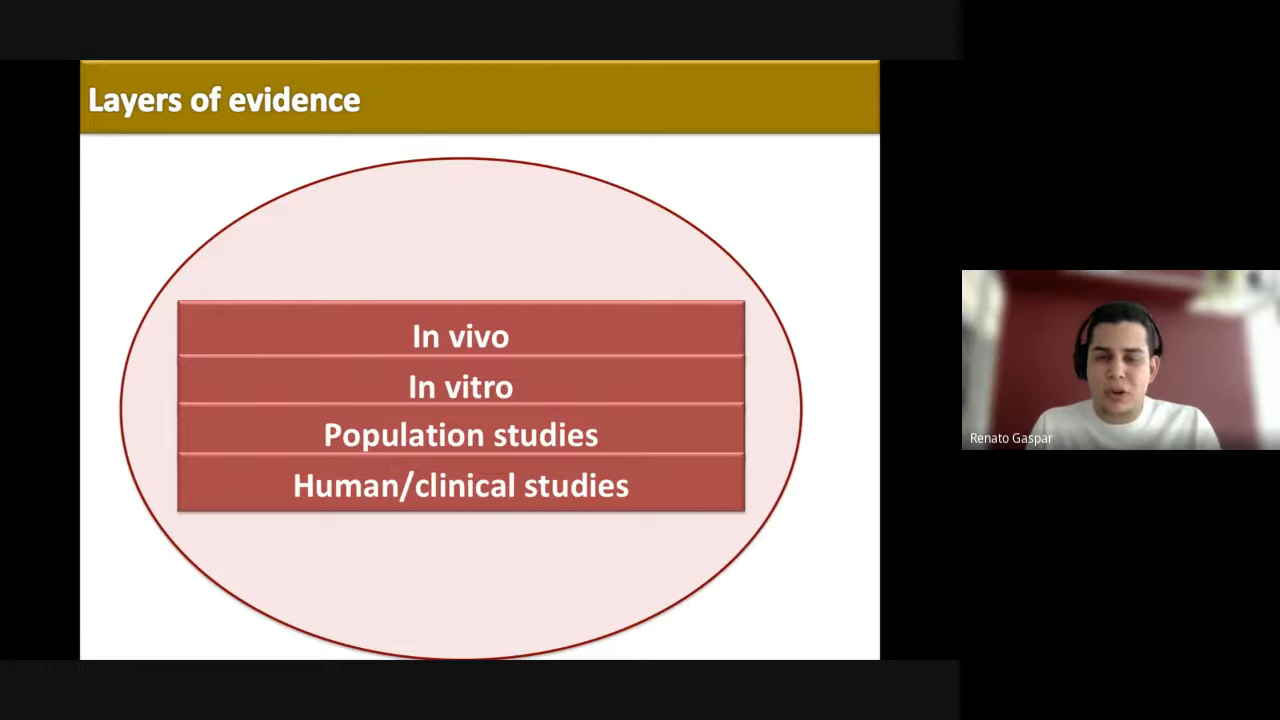 Layers of evidence
In vivo
In vitro
Population studies
Human/clinical studies
Renato Gaspar